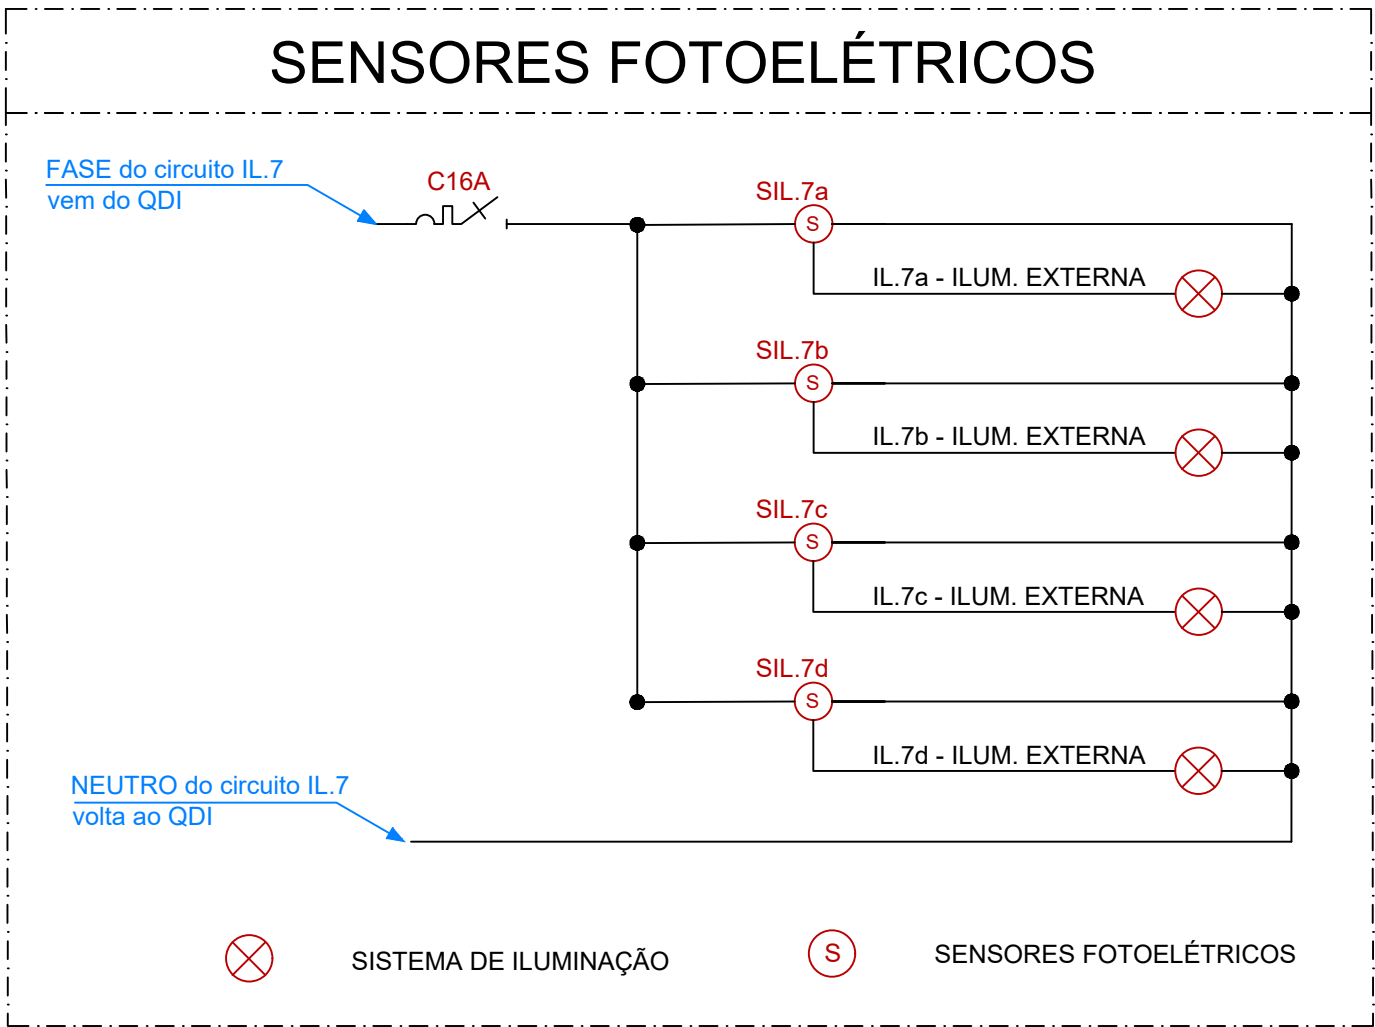 SENSORES FOTOELÉTRICOS
FASE do circuito IL.7
vem do QDI
C16A
SIL.7a
S
IL.7a - ILUM. EXTERNA
SIL.7b
S
IL.7b - ILUM. EXTERNA
SIL.7c
S
IL.7c - ILUM. EXTERNA
SIL.7d
S
IL.7d - ILUM. EXTERNA
NEUTRO do circuito IL.7
volta ao QDI
SISTEMA DE ILUMINAÇÃO
S
SENSORES FOTOELÉTRICOS